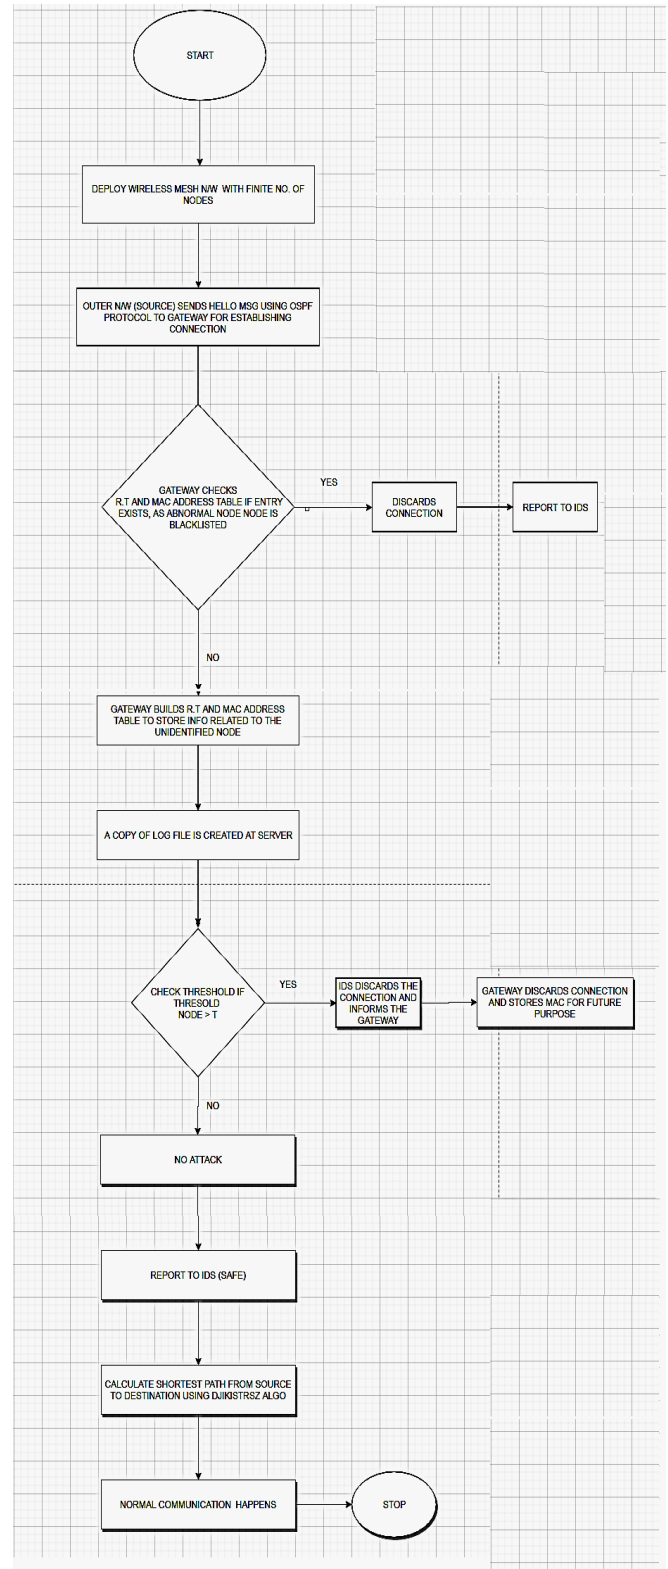 START
DEPLOY WIRELESS MESH N/W WITH FINITE NO. OF
NODES
OUTER N/W (SOURCE) SENDS HELLO MSG USING OSPF
PROTOCOL TO GATEWAY FOR ESTABLISHING
CONNECTION
GATEWAY CHECKS
R.T AND MAC ADDRESS TABLE IF ENTRY
EXISTS, AS ABNORMAL NODE NODE IS
BLACKLISTED
YES
DISCARDS
CONNECTION
REPORT TO IDS
NO
GATEWAY BUILDS R.T AND MAC ADDRESS
TABLE TO STORE INFO RELATED TO THE
UNIDENTIFIED NODE
A COPY OF LOG FILE IS CREATED AT SERVER
CHECK THRESHOLD IF
THRESOLD
NODE > T
YES
IDS DISCARDS THE
CONNECTION AND
INFORMS THE
GATEWAY
GATEWAY DISCARDS CONNECTION
AND STORES MAC FOR FUTURE
PURPOSE
NO
NO ATTACK
REPORT TO IDS (SAFE)
CALCULATE SHORTEST PATH FROM SOURCE
TO DESTINATION USING DJIKISTRSZ ALGO
NORMAL COMMUNICATION HAPPENS
STOP